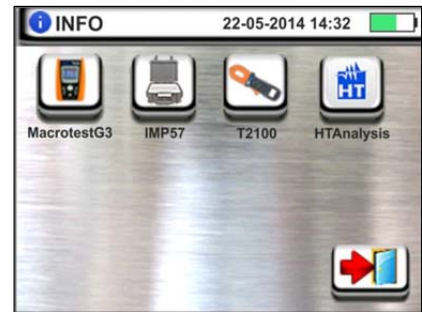 i INFO 22-05-2014 14:32
HT
MacrotestG3 IMP57 T2100 HTAnalysis